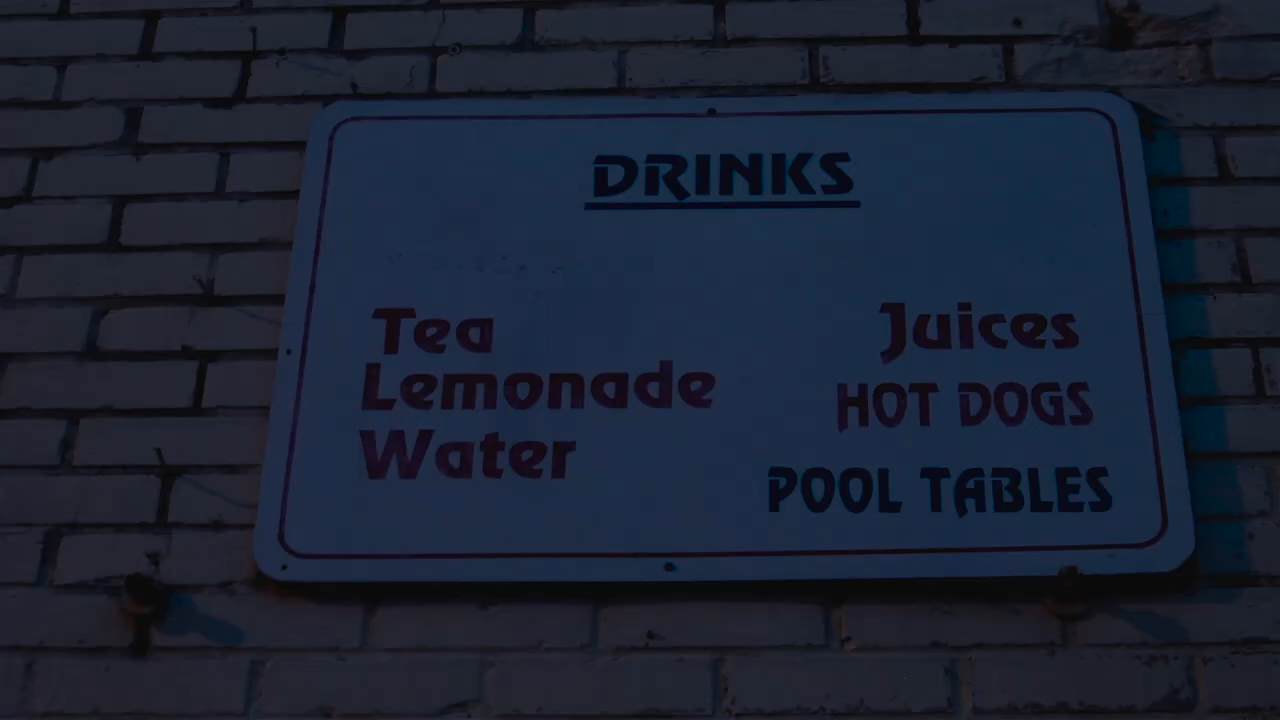 DRINKS
Tea
Lemonade
Water
Juices
HOT DOGS
POOL TABLES